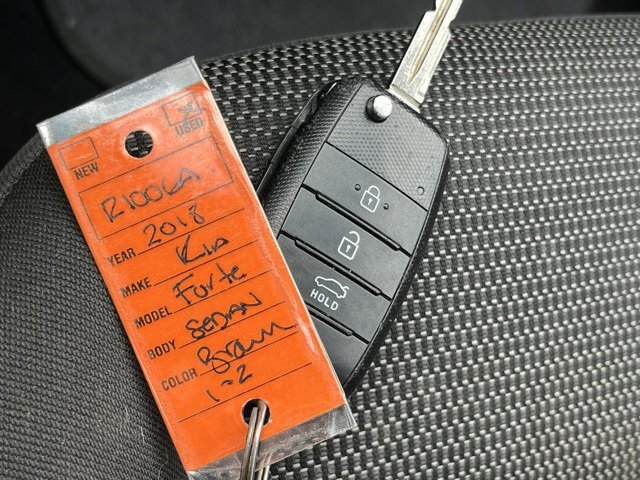 NEW
USED
R1006A
YEAR 2018
MAKE Kia
MODEL Forte
BODY SEDAN
COLOR Brown
1-2
HOLD